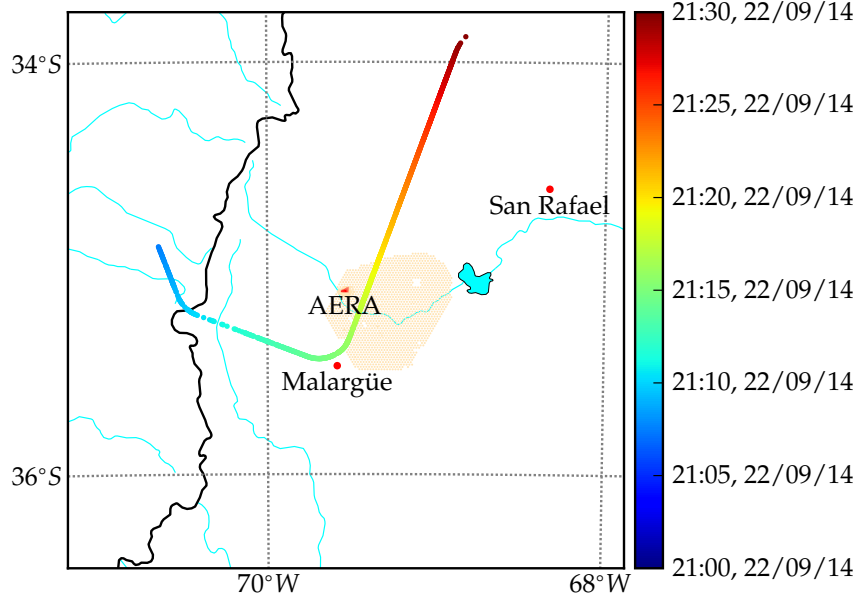 34°S
36°S
70°W
68°W
San Rafael
AERA
Malargüe
21:30, 22/09/14
21:25, 22/09/14
21:20, 22/09/14
21:15, 22/09/14
21:10, 22/09/14
21:05, 22/09/14
21:00, 22/09/14